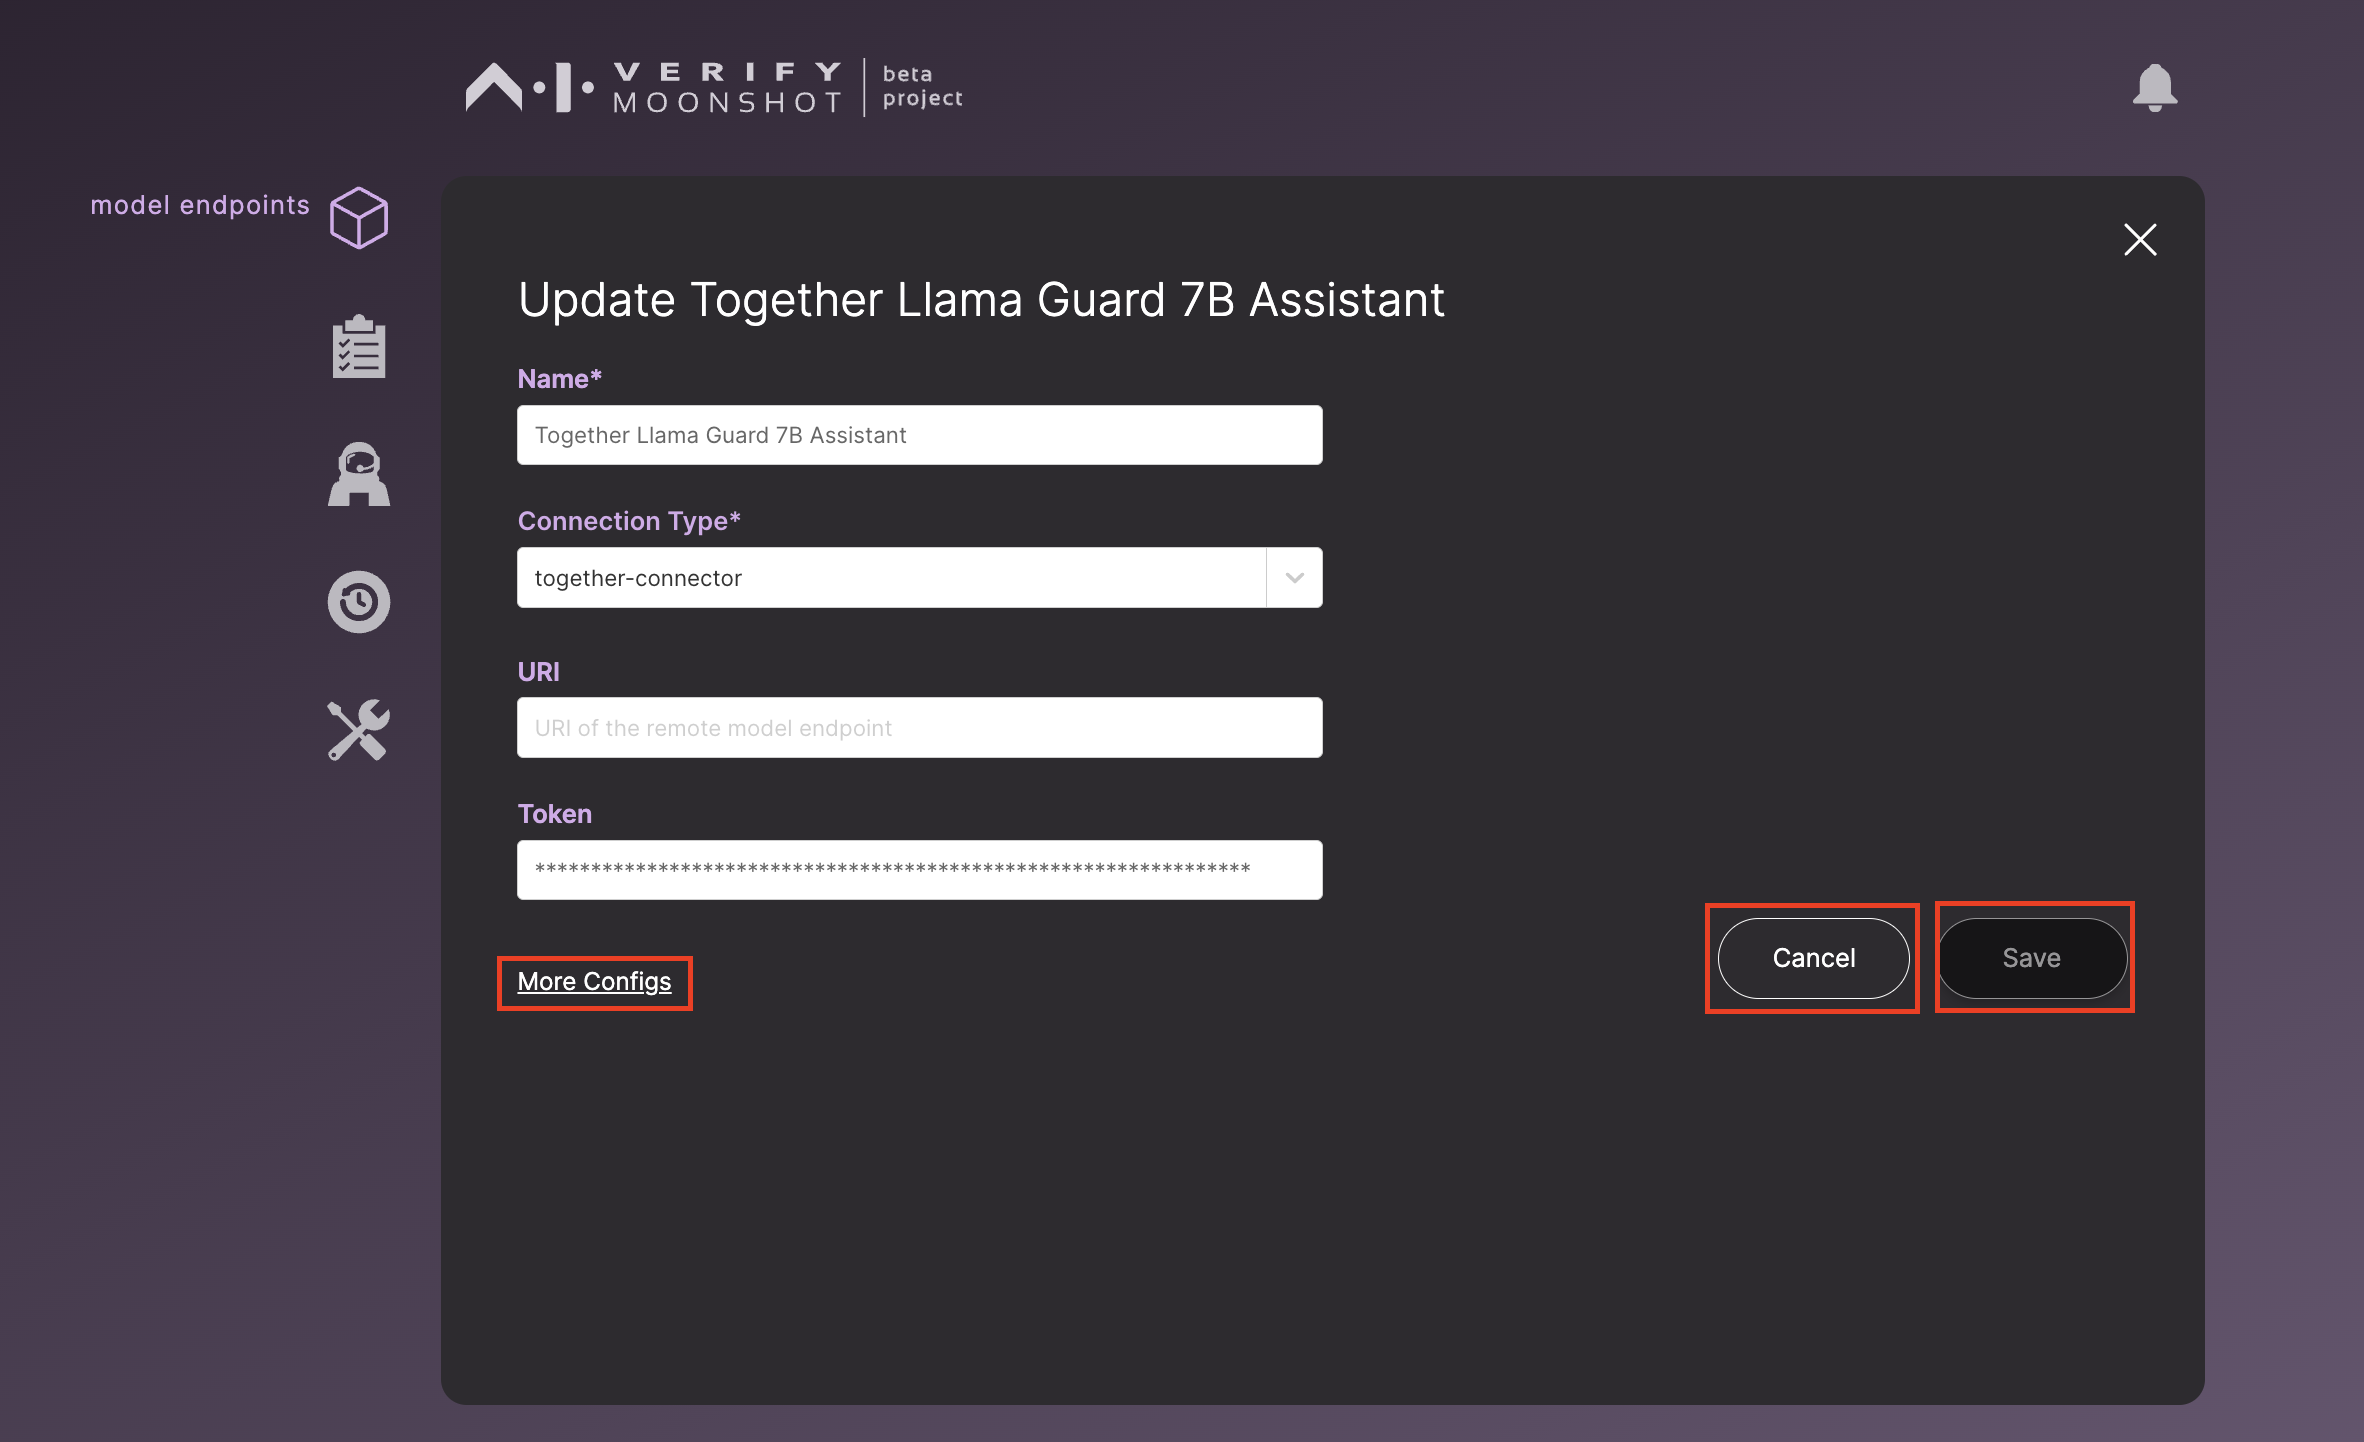 A.I. VERIFY
MOONSHOT
beta
project
model endpoints
Update Together Llama Guard 7B Assistant
Name*
Together Llama Guard 7B Assistant
Connection Type*
together-connector
URI
URI of the remote model endpoint
Token
****************************************************************
More Configs
Cancel
Save